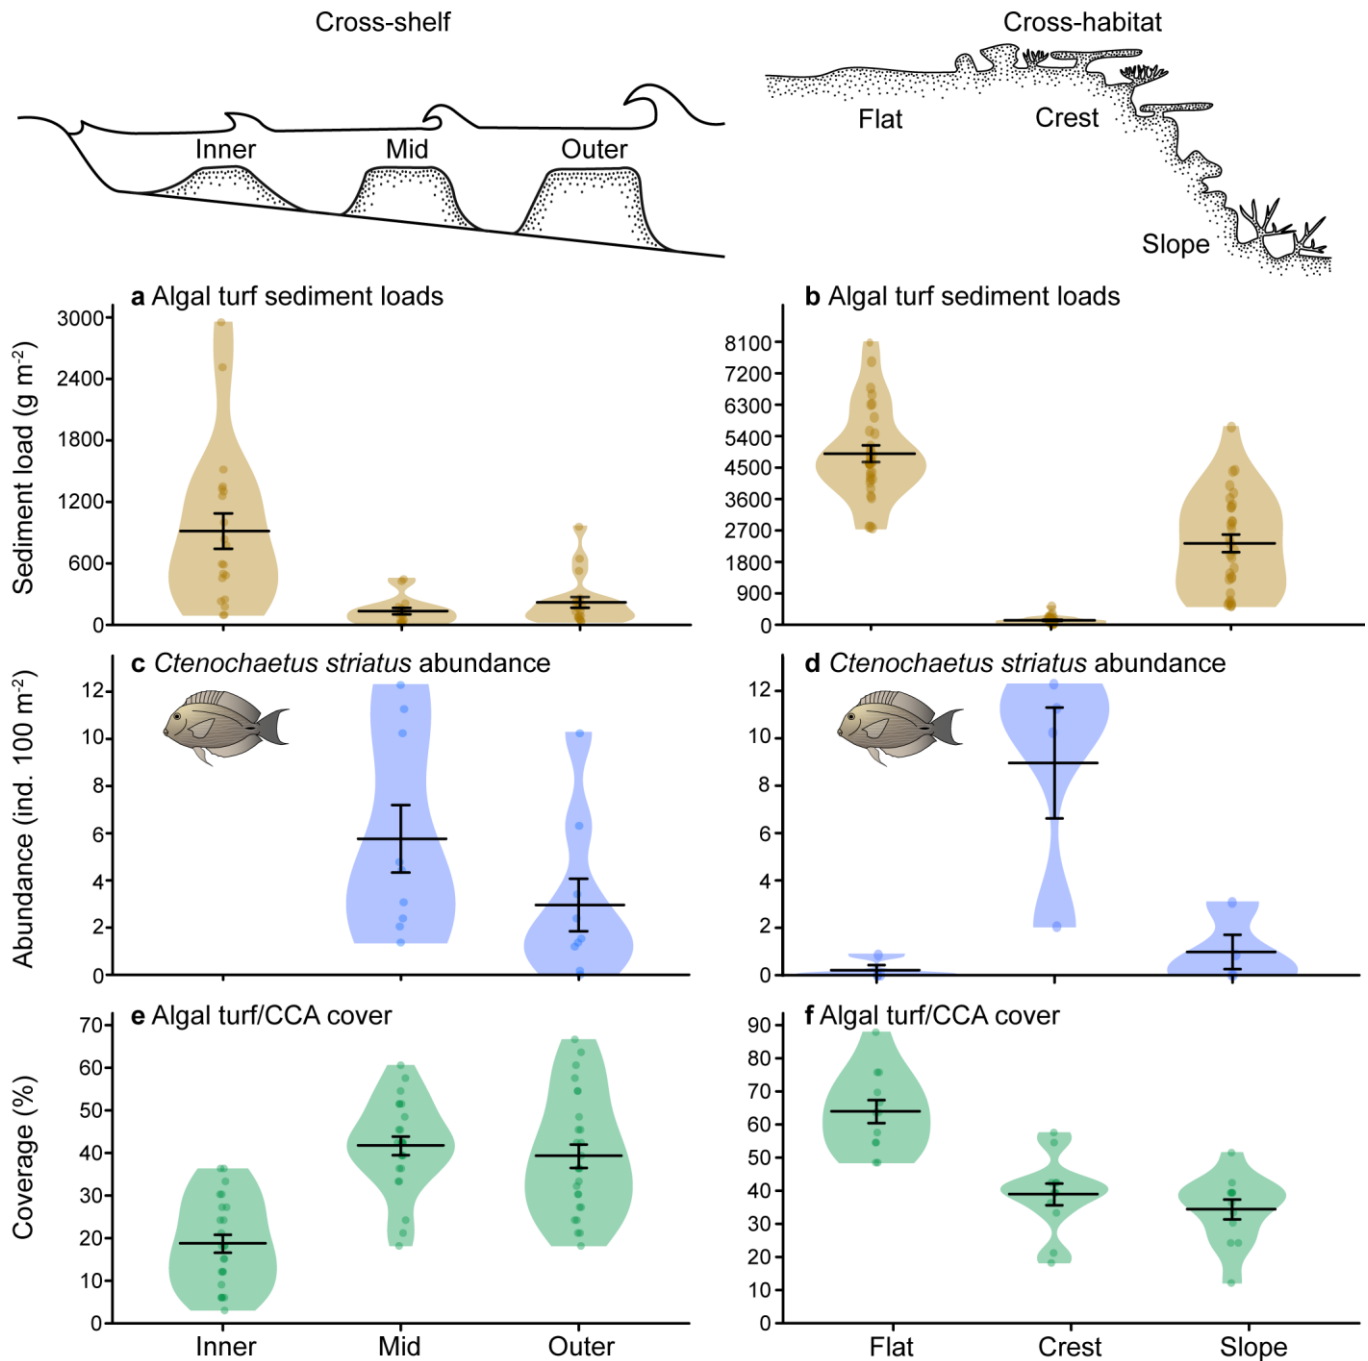 Cross-shelf
Cross-habitat
Inner
Mid
Outer
Flat
Crest
Slope
a Algal turf sediment loads
Sediment load (g m⁻²)
3000
2400
1800
1200
600
0
b Algal turf sediment loads
8100
7200
6300
5400
4500
3600
2700
1800
900
0
c Ctenochaetus striatus abundance
Abundance (ind. 100 m⁻²)
12
10
8
6
4
2
0
d Ctenochaetus striatus abundance
12
10
8
6
4
2
0
e Algal turf/CCA cover
Coverage (%)
70
60
50
40
30
20
10
0
Inner
Mid
Outer
f Algal turf/CCA cover
90
80
70
60
50
40
30
20
10
0
Flat
Crest
Slope